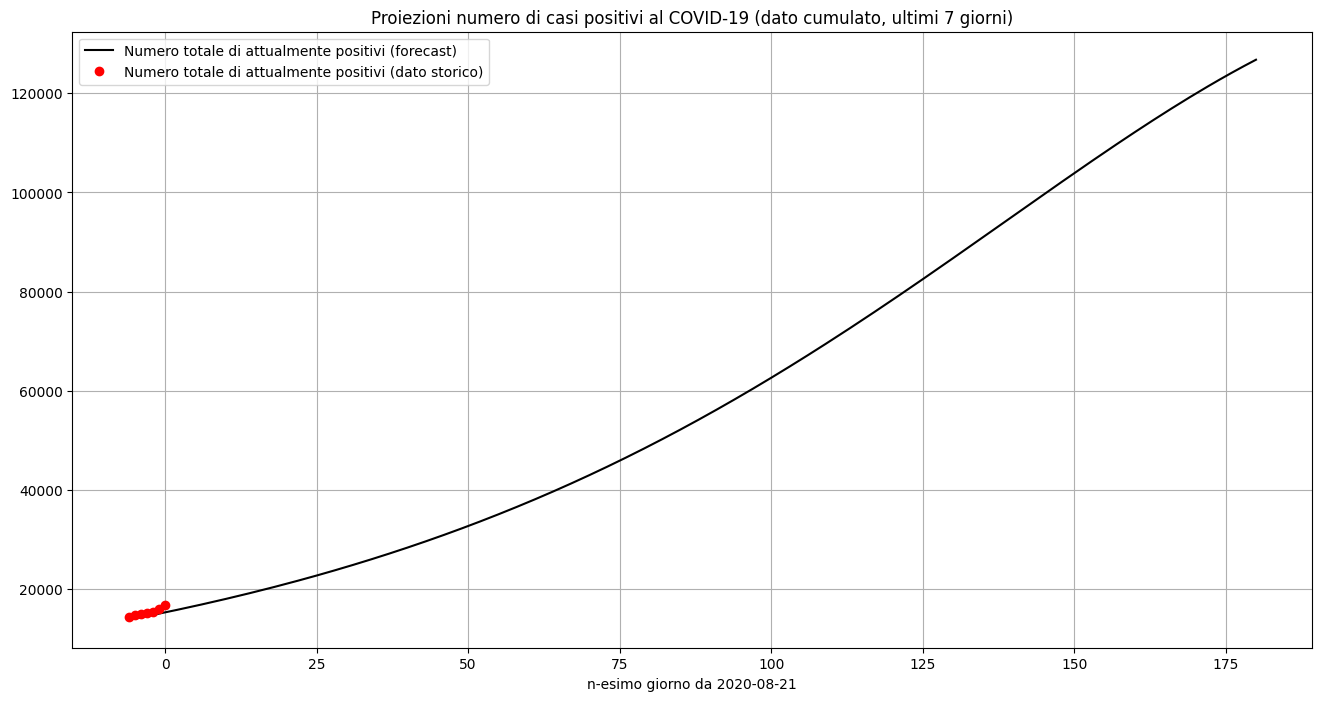 Proiezioni numero di casi positivi al COVID-19 (dato cumulato, ultimi 7 giorni)
Numero totale di attualmente positivi (forecast)
Numero totale di attualmente positivi (dato storico)
120000
100000
80000
60000
40000
20000
0 25 50 75 100 125 150 175
n-esimo giorno da 2020-08-21